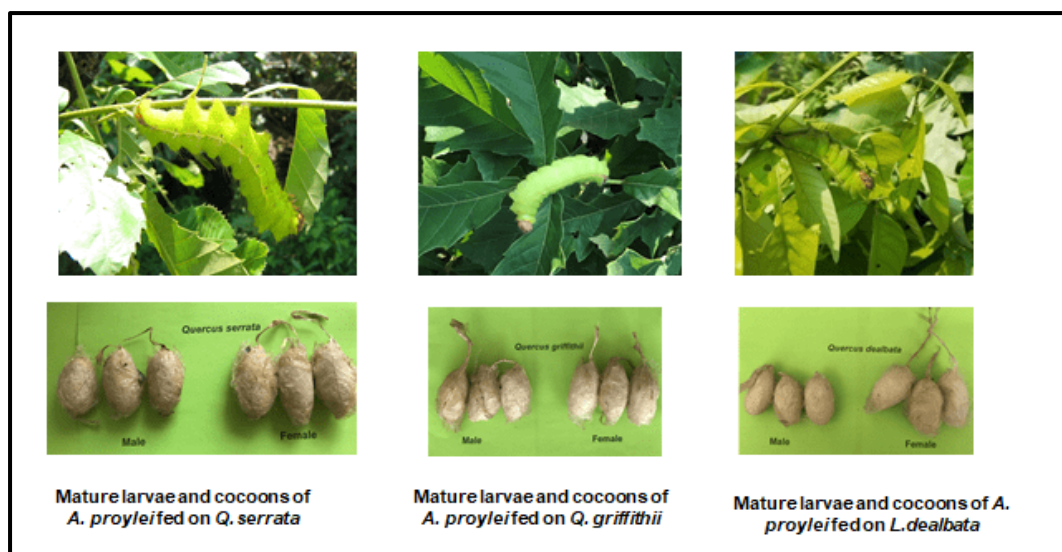 Quercus serrata
Male
Female
Quercus griffithii
Male
Female
Quercus dealbata
Male
Female
Mature larvae and cocoons of
A. proylei fed on Q. serrata
Mature larvae and cocoons of
A. proylei fed on Q. griffithii
Mature larvae and cocoons of A.
proylei fed on L.dealbata